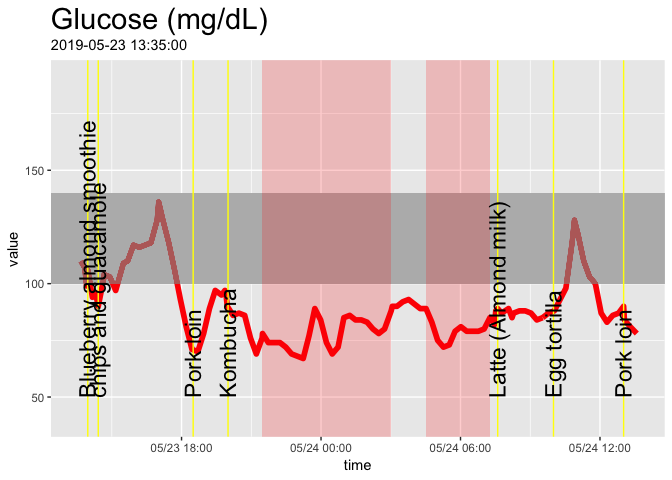 Glucose (mg/dL)
2019-05-23 13:35:00
value
150
100
50
Blueberry almond smoothie
chips and guacamole
Pork loin
Kombucha
Latte (Almond milk)
Egg tortilla
Pork loin
05/23 18:00
05/24 00:00
05/24 06:00
05/24 12:00
time